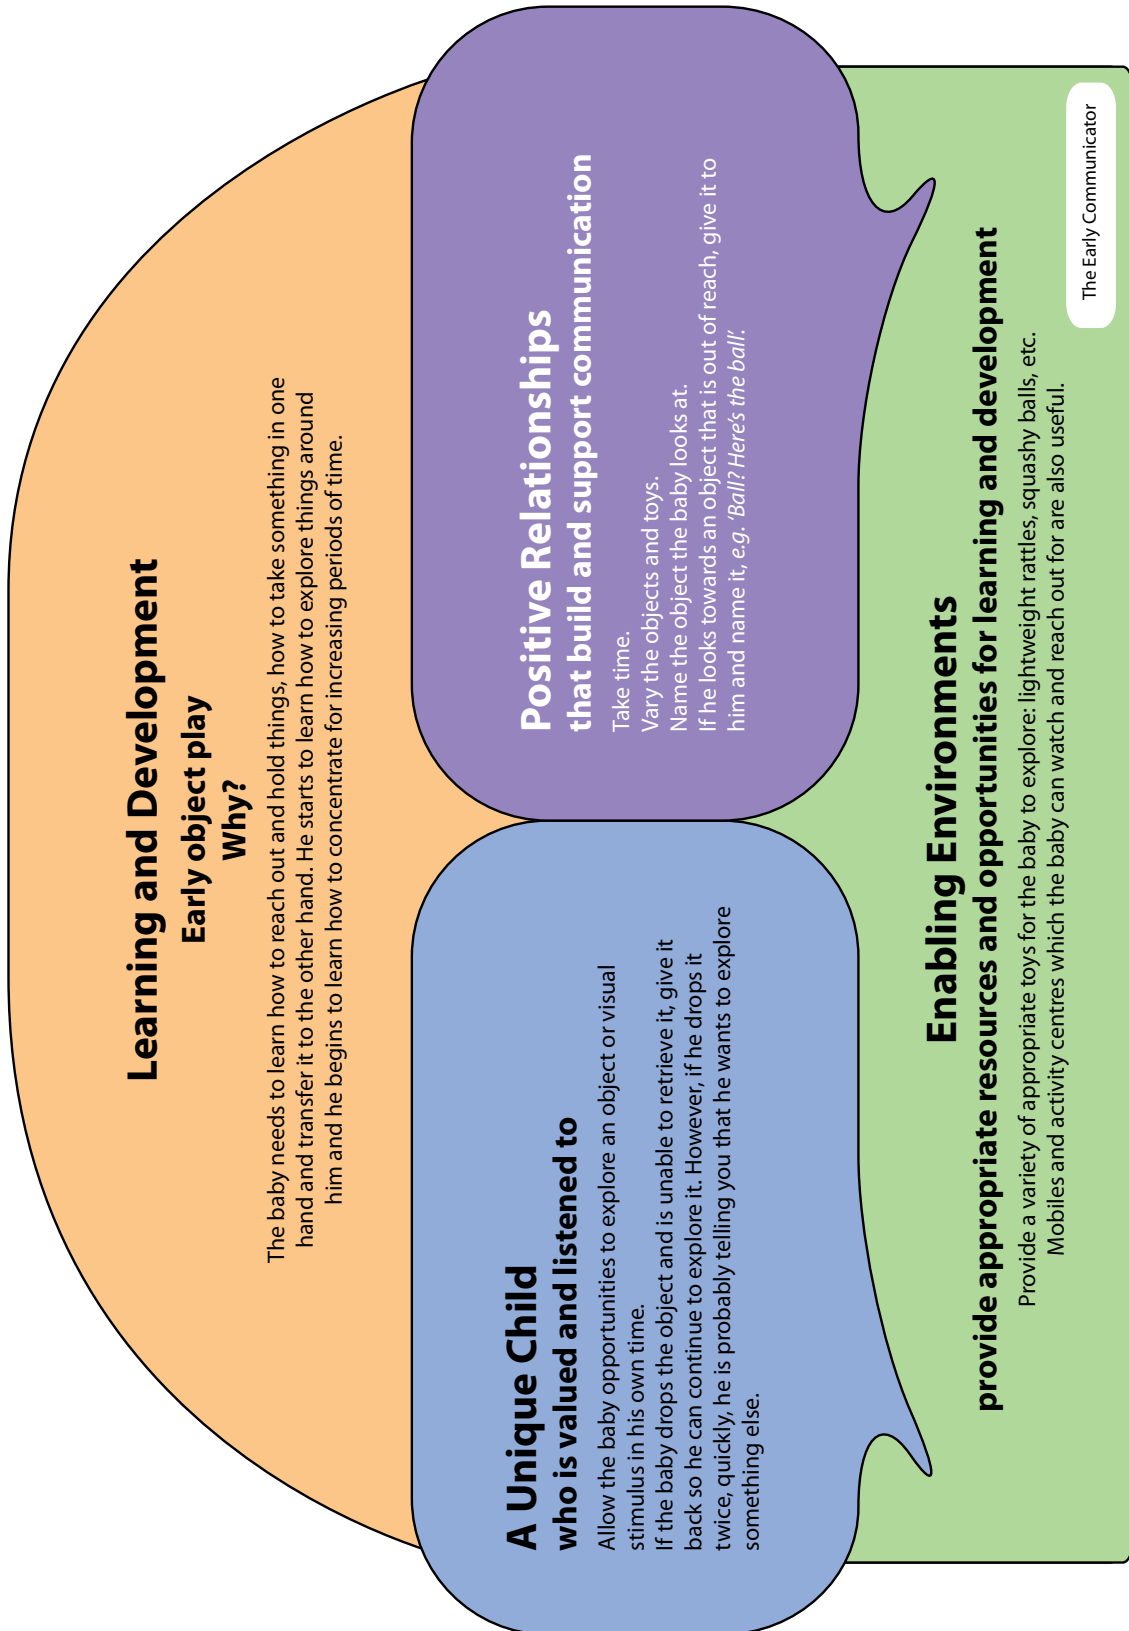 Learning and Development
Early object play
Why?
The baby needs to learn how to reach out and hold things, how to take something in one
hand and transfer it to the other hand. He starts to learn how to explore things around
him and he begins to learn how to concentrate for increasing periods of time.
A Unique Child
who is valued and listened to
Allow the baby opportunities to explore an object or visual
stimulus in his own time.
If the baby drops the object and is unable to retrieve it, give it
back so he can continue to explore it. However, if he drops it
twice, quickly, he is probably telling you that he wants to explore
something else.
Positive Relationships
that build and support communication
Take time.
Vary the objects and toys.
Name the object the baby looks at.
If he looks towards an object that is out of reach, give it to
him and name it, e.g. ‘Ball? Here’s the ball’.
Enabling Environments
provide appropriate resources and opportunities for learning and development
Provide a variety of appropriate toys for the baby to explore: lightweight rattles, squashy balls, etc.
Mobiles and activity centres which the baby can watch and reach out for are also useful.
The Early Communicator